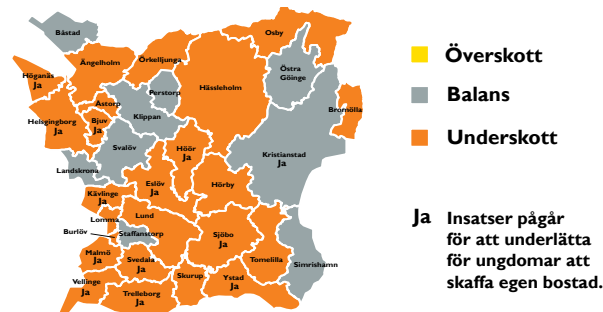 Båstad
Osby
Ängelholm
Örkelljunga
Östra
Göinge
Höganäs
Ja
Hässleholm
Perstorp
Åstorp
Bromölla
Helsingborg
Ja
Bjuv
Ja
Klippan
Svalöv
Höör
Ja
Kristianstad
Ja
Landskrona
Eslöv
Ja
Hörby
Kävlinge
Ja
Lomma
Lund
Burlöv
Staffanstorp
Sjöbo
Ja
Malmö
Ja
Svedala
Ja
Tomelilla
Simrishamn
Skurup
Ystad
Ja
Vellinge
Ja
Trelleborg
Ja
Överskott
Balans
Underskott
Ja Insatser pågår
för att underlätta
för ungdomar att
skaffa egen bostad.